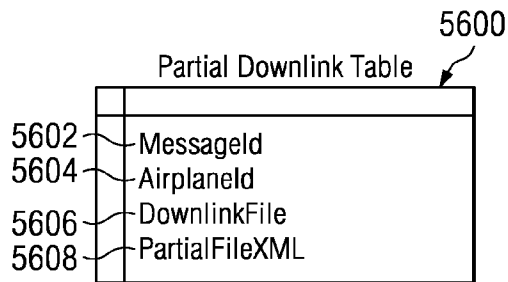 5600
Partial Downlink Table
5602 MessageId
5604 AirplaneId
5606 DownlinkFile
5608 PartialFileXML